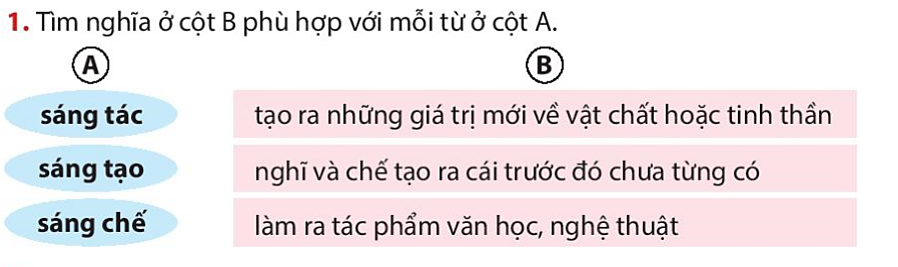 1. Tìm nghĩa ở cột B phù hợp với mỗi từ ở cột A.
A B
sáng tác tạo ra những giá trị mới về vật chất hoặc tinh thần
sáng tạo nghĩ và chế tạo ra cái trước đó chưa từng có
sáng chế làm ra tác phẩm văn học, nghệ thuật